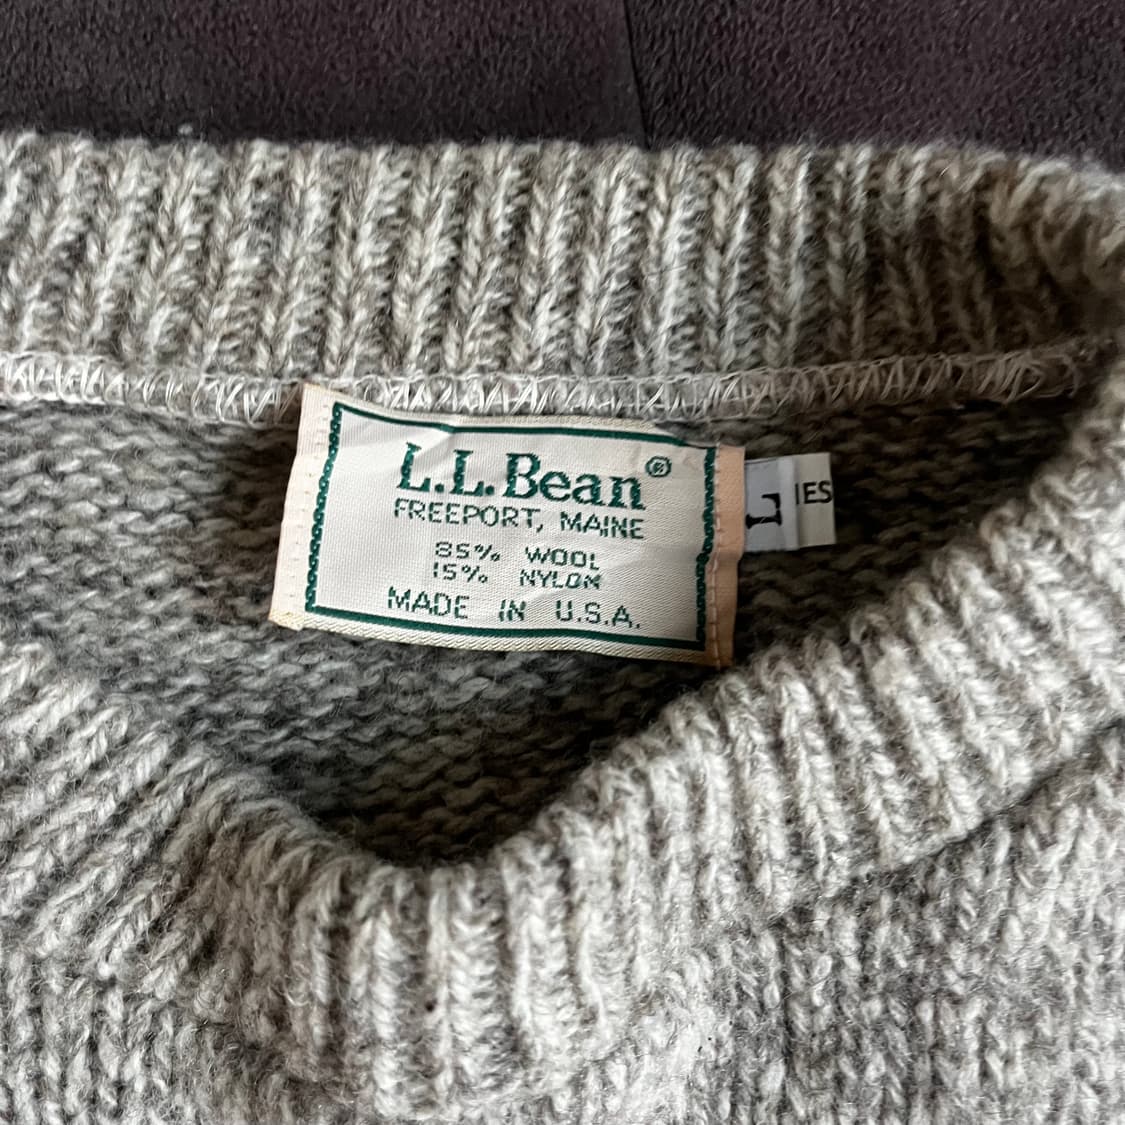 L.L.Bean®
FREEPORT, MAINE
85% WOOL
15% NYLON
MADE IN U.S.A.
L
IES